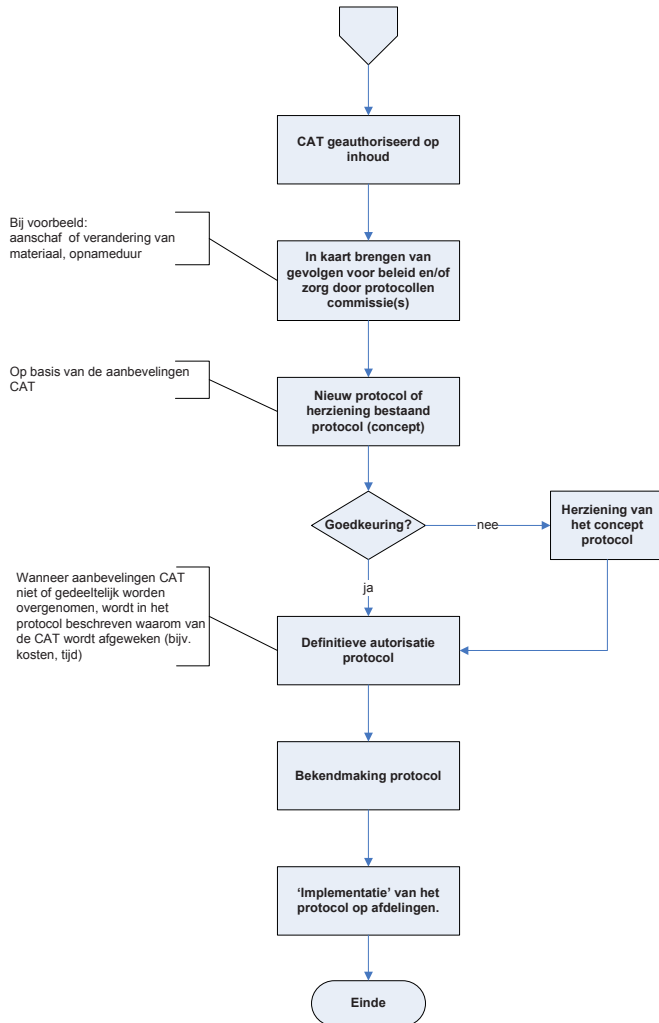 CAT geauthoriseerd op
inhoud
Bij voorbeeld:
aanschaf of verandering van
materiaal, opnameduur
In kaart brengen van
gevolgen voor beleid en/of
zorg door protocollen
commissie(s)
Op basis van de aanbevelingen
CAT
Nieuw protocol of
herziening bestaand
protocol (concept)
Goedkeuring?
nee
Herziening van
het concept
protocol
ja
Wanneer aanbevelingen CAT
niet of gedeeltelijk worden
overgenomen, wordt in het
protocol beschreven waarom van
de CAT wordt afgeweken (bijv.
kosten, tijd)
Definitieve autorisatie
protocol
Bekendmaking protocol
‘Implementatie’ van het
protocol op afdelingen.
Einde